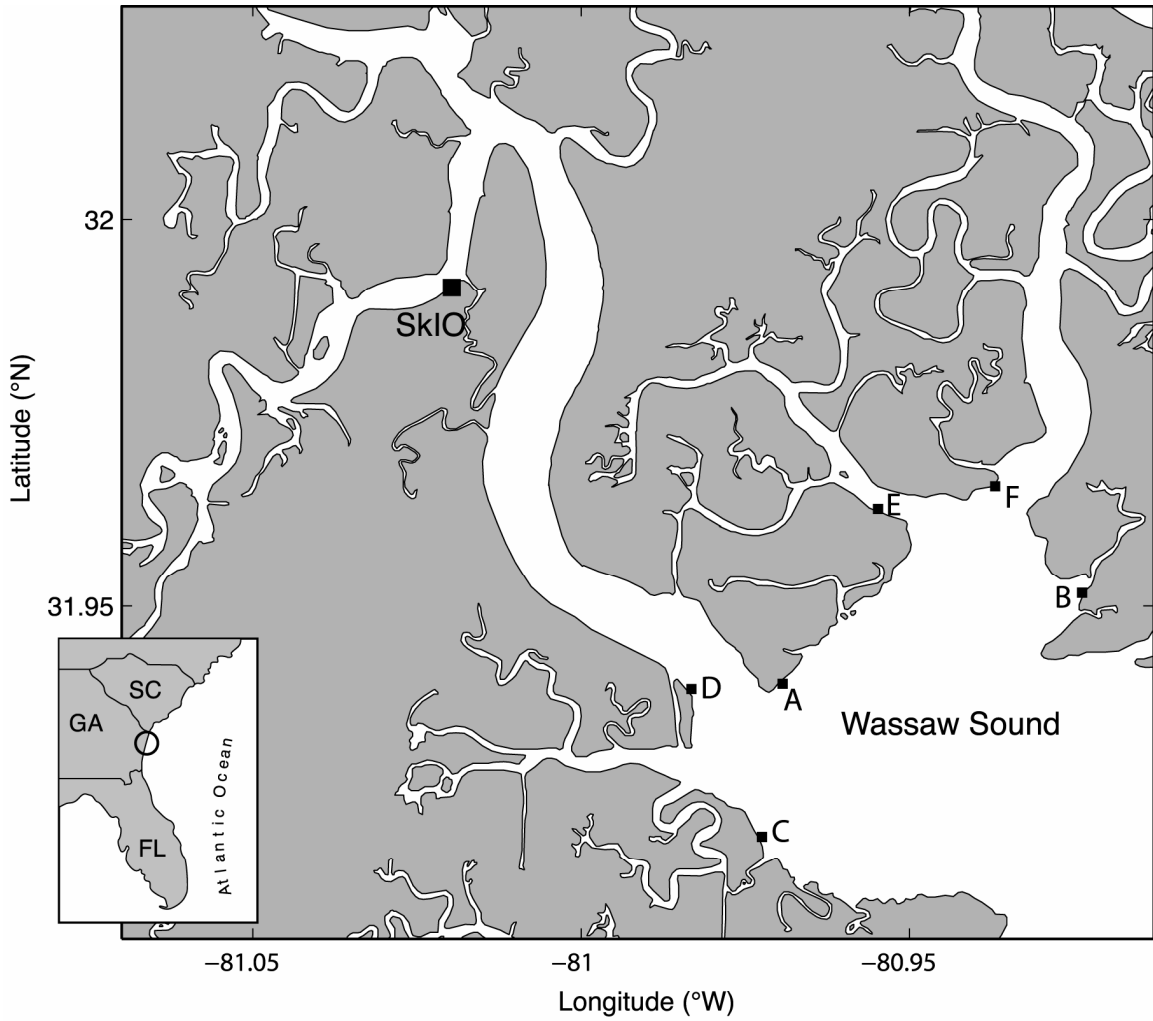 32
SkIO
Latitude (°N)
E
F
B
31.95
D
A
SC
Wassaw Sound
GA
Atlantic Ocean
C
FL
−81.05
−81
−80.95
Longitude (°W)